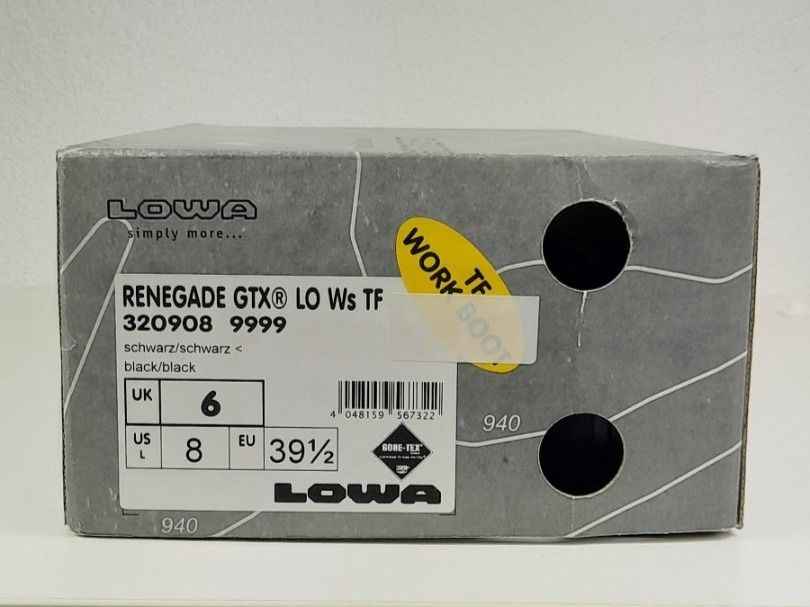 LOWA
simply more...
TF
WORK BOOT
RENEGADE GTX® LO Ws TF
320908 9999
schwarz/schwarz <
black/black
UK 6
4 048159 567322
US L 8 EU 39½
GORE-TEX
LOWA
940
940